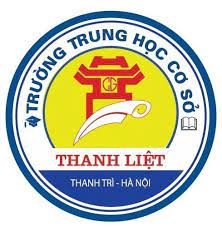 TRƯỜNG TRUNG HỌC CƠ SỞ
THANH LIỆT
THANH TRÌ - HÀ NỘI